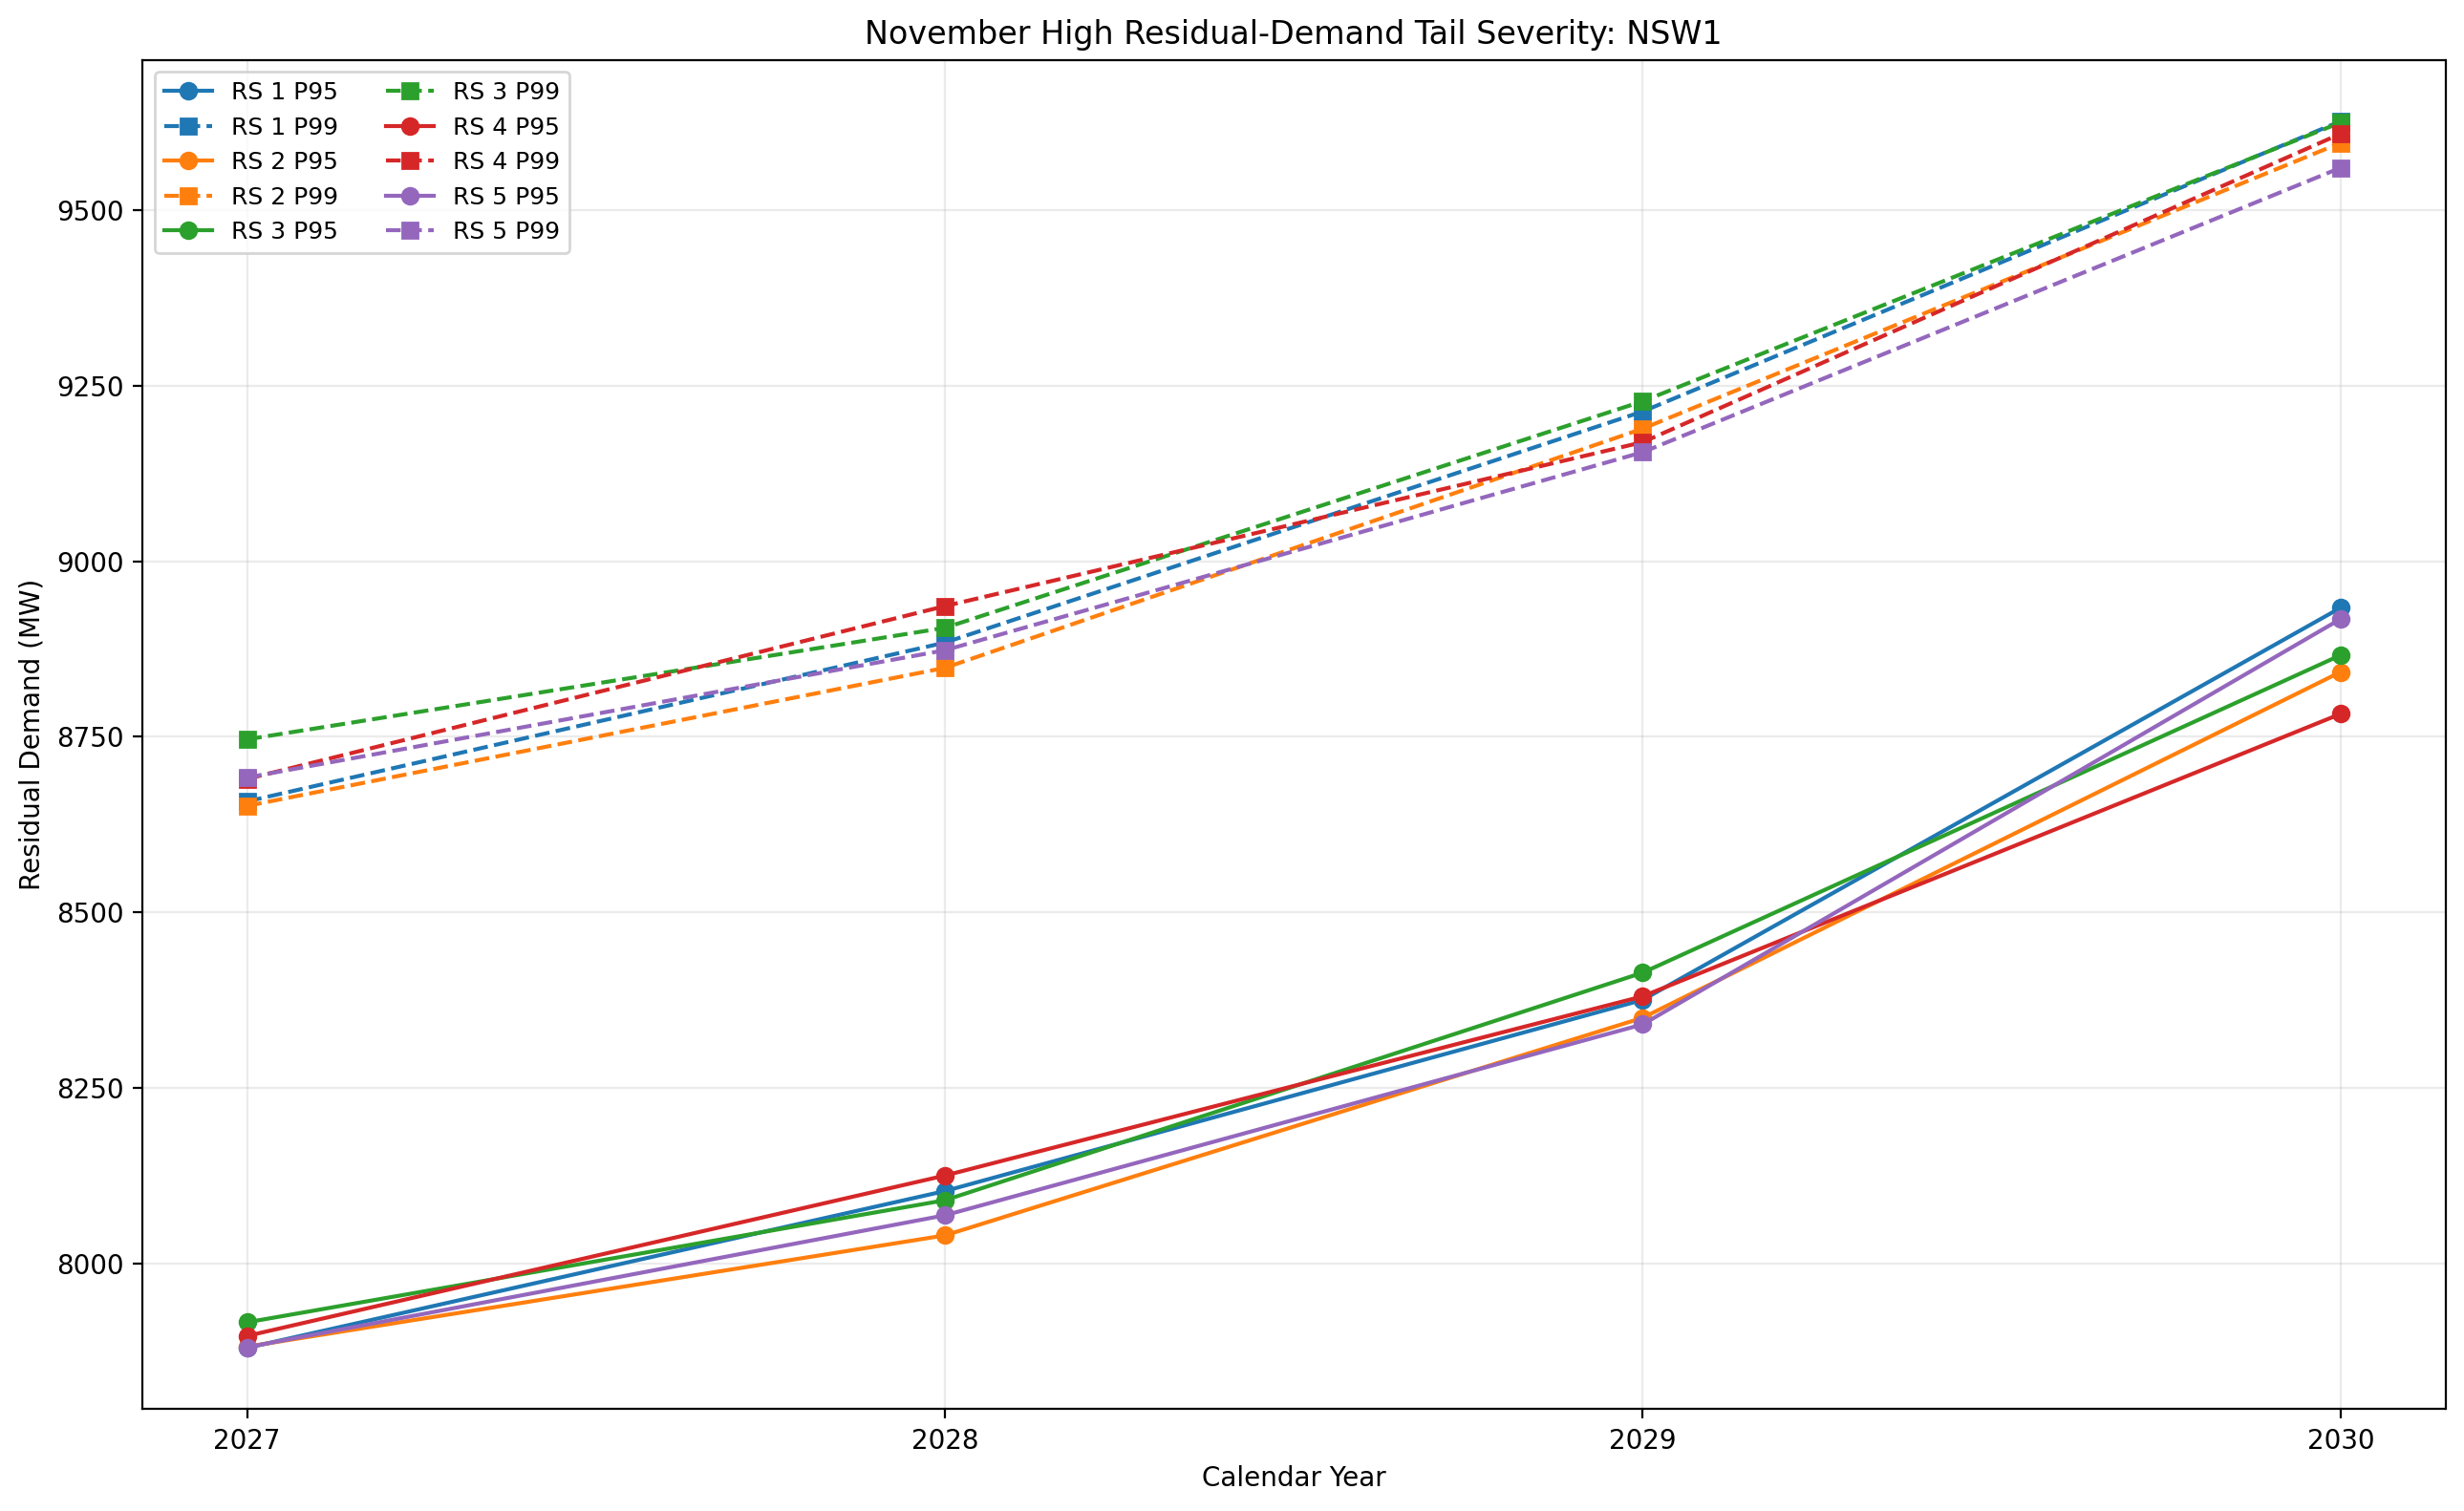 November High Residual-Demand Tail Severity: NSW1
RS 1 P95
RS 1 P99
RS 2 P95
RS 2 P99
RS 3 P95
RS 3 P99
RS 4 P95
RS 4 P99
RS 5 P95
RS 5 P99
Residual Demand (MW)
9500
9250
9000
8750
8500
8250
8000
2027
2028
2029
2030
Calendar Year